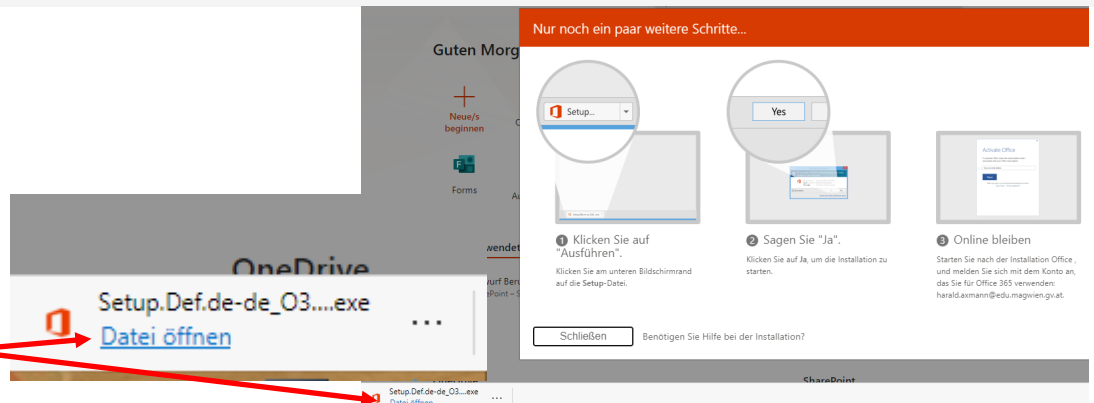 Nur noch ein paar weitere Schritte...
Guten Morg
Neue/s
beginnen
Forms
Setup...
Yes
Activate Office
1 Klicken Sie auf
"Ausführen".
Klicken Sie am unteren Bildschirmrand
auf die Setup-Datei.
2 Sagen Sie "Ja".
Klicken Sie auf Ja, um die Installation zu
starten.
3 Online bleiben
Starten Sie nach der Installation Office ,
und melden Sie sich mit dem Konto an,
das Sie für Office 365 verwenden:
harald.axmann@edu.magwien.gv.at.
Schließen
Benötigen Sie Hilfe bei der Installation?
OneDrive
Setup.Def.de-de_O3....exe
Datei öffnen
...
SharePoint
Setup.Def.de-de_O3....exe
Datei öffnen
...